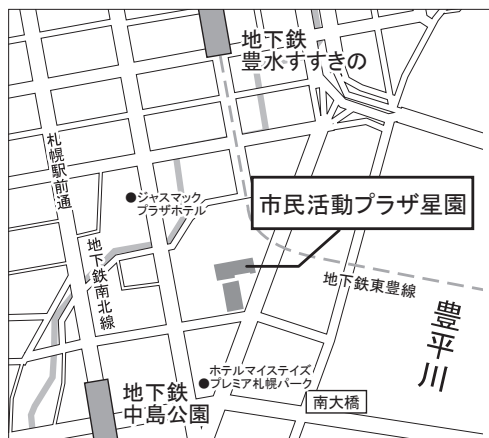 地下鉄
豊水すすきの
札幌駅前通
ジャスマック
プラザホテル
市民活動プラザ星園
地下鉄南北線
地下鉄東豊線
豊平川
ホテルマイステイズ
プレミア札幌パーク
地下鉄
中島公園
南大橋